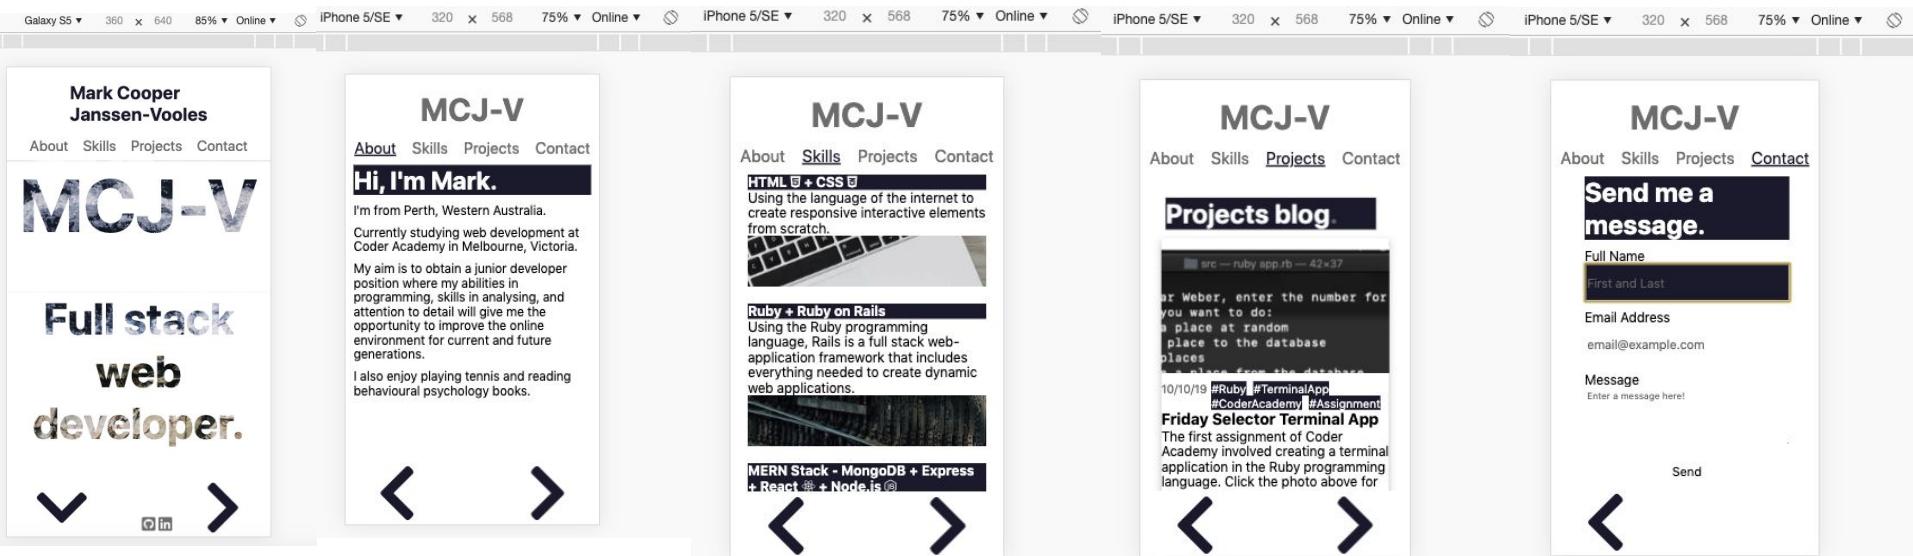 Galaxy S5 ▼ 360 × 640 85% ▼ Online ▼
Mark Cooper
Janssen-Vooles
About Skills Projects Contact
MCJ-V
Full stack
web
developer.
in
iPhone 5/SE ▼ 320 × 568 75% ▼ Online ▼
MCJ-V
About Skills Projects Contact
Hi, I'm Mark.
I'm from Perth, Western Australia.
Currently studying web development at
Coder Academy in Melbourne, Victoria.
My aim is to obtain a junior developer
position where my abilities in
programming, skills in analysing, and
attention to detail will give me the
opportunity to improve the online
environment for current and future
generations.
I also enjoy playing tennis and reading
behavioural psychology books.
iPhone 5/SE ▼ 320 × 568 75% ▼ Online ▼
MCJ-V
About Skills Projects Contact
HTML + CSS
Using the language of the internet to
create responsive interactive elements
from scratch.
Ruby + Ruby on Rails
Using the Ruby programming
language, Rails is a full stack web-
application framework that includes
everything needed to create dynamic
web applications.
MERN Stack - MongoDB + Express
+ React + Node.js
iPhone 5/SE ▼ 320 × 568 75% ▼ Online ▼
MCJ-V
About Skills Projects Contact
Projects blog.
src — ruby app.rb — 42×37
ar Weber, enter the number for
you want to do:
a place at random
place to the database
places
a place from the database
10/10/19 #Ruby #TerminalApp
#CoderAcademy #Assignment
Friday Selector Terminal App
The first assignment of Coder
Academy involved creating a terminal
application in the Ruby programming
language. Click the photo above for
iPhone 5/SE ▼ 320 × 568 75% ▼ Online ▼
MCJ-V
About Skills Projects Contact
Send me a
message.
Full Name
First and Last
Email Address
email@example.com
Message
Enter a message here!
Send